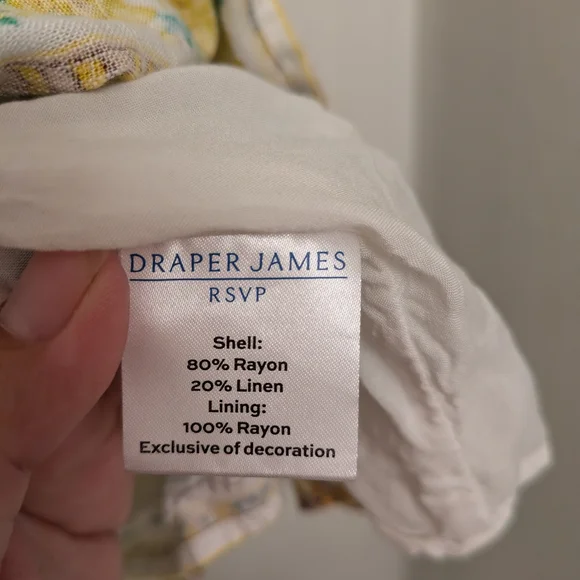 DRAPER JAMES
RSVP
Shell:
80% Rayon
20% Linen
Lining:
100% Rayon
Exclusive of decoration